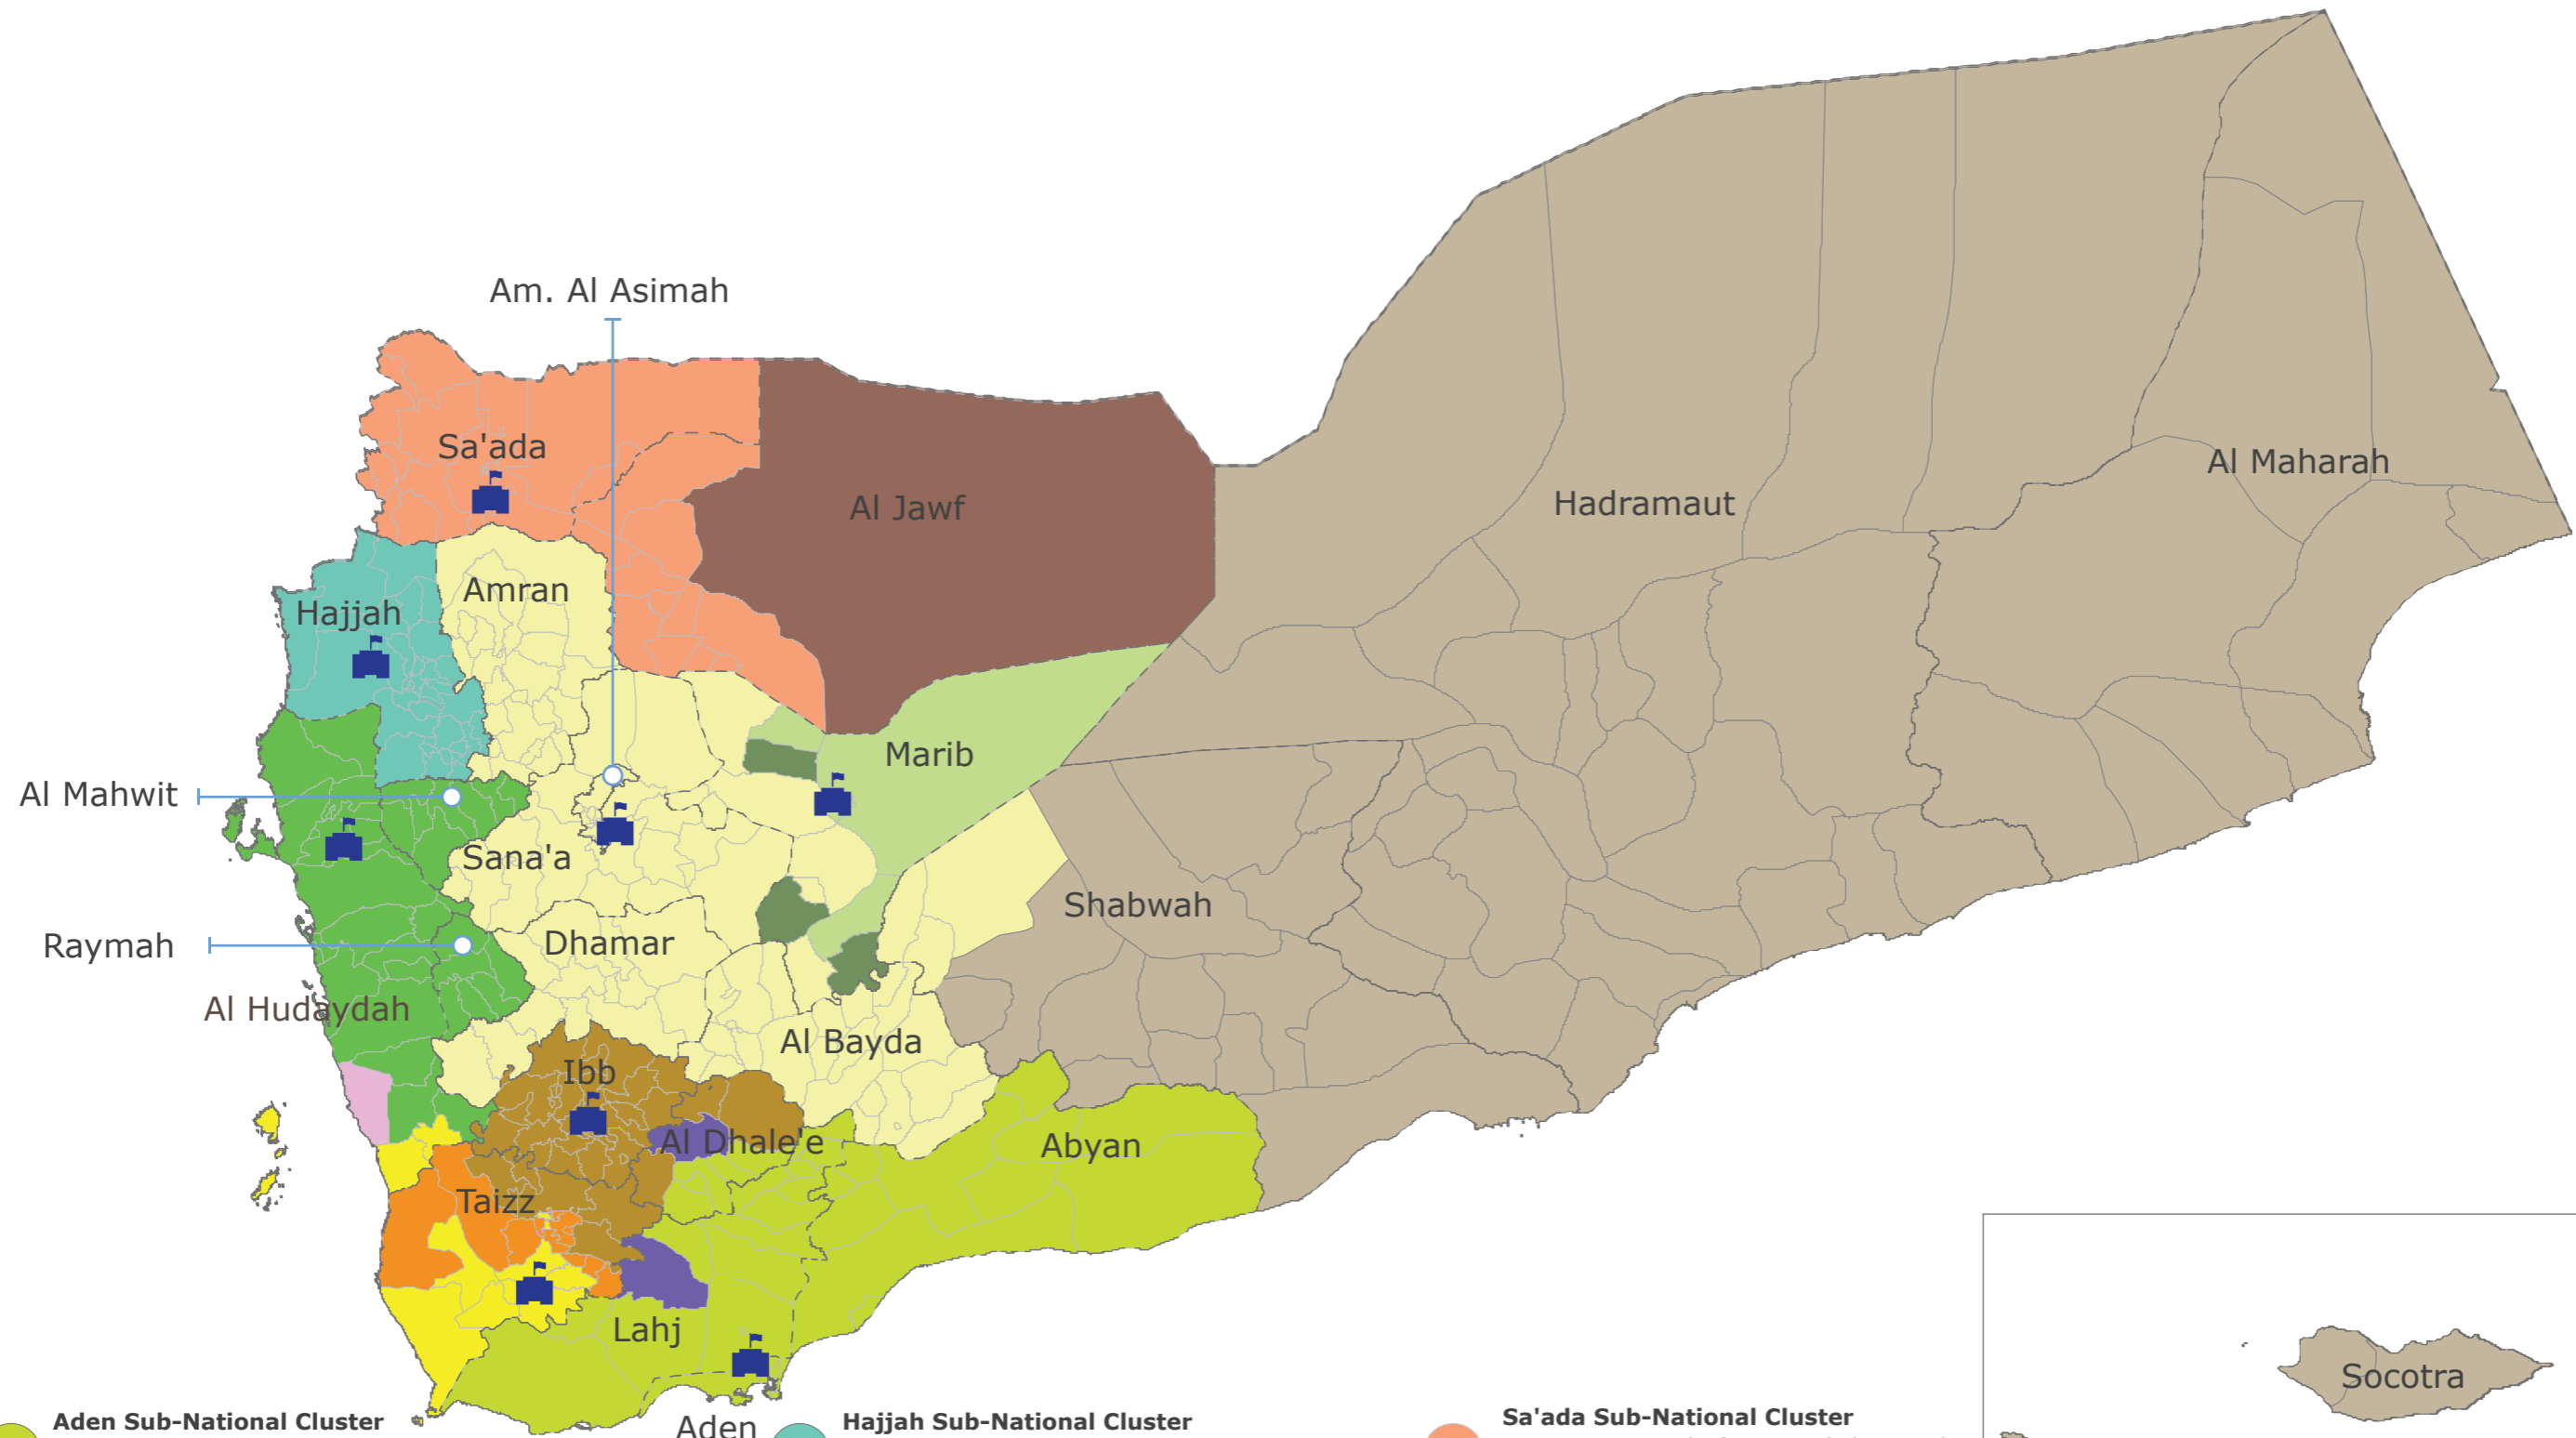 Am. Al Asimah
Sa'ada
Al Maharah
Hadramaut
Al Jawf
Amran
Hajjah
Marib
Al Mahwit
Sana'a
Shabwah
Dhamar
Raymah
Al Hudaydah
Al Bayda
Ibb
Al Dhale'e
Abyan
Taizz
Lahj
Socotra
Aden
Aden Sub-National Cluster
Hajjah Sub-National Cluster
Sa'ada Sub-National Cluster